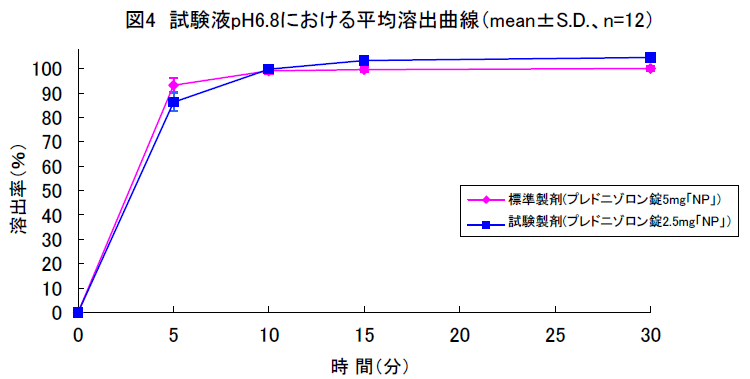 図4　試験液pH6.8における平均溶出曲線（mean±S.D.、n=12）
溶出率（%）
100
90
80
70
60
50
40
30
20
10
0
0 5 10 15 20 25 30
時 間（分）
標準製剤（プレドニゾロン錠5mg「NP」）
試験製剤（プレドニゾロン錠2.5mg「NP」）